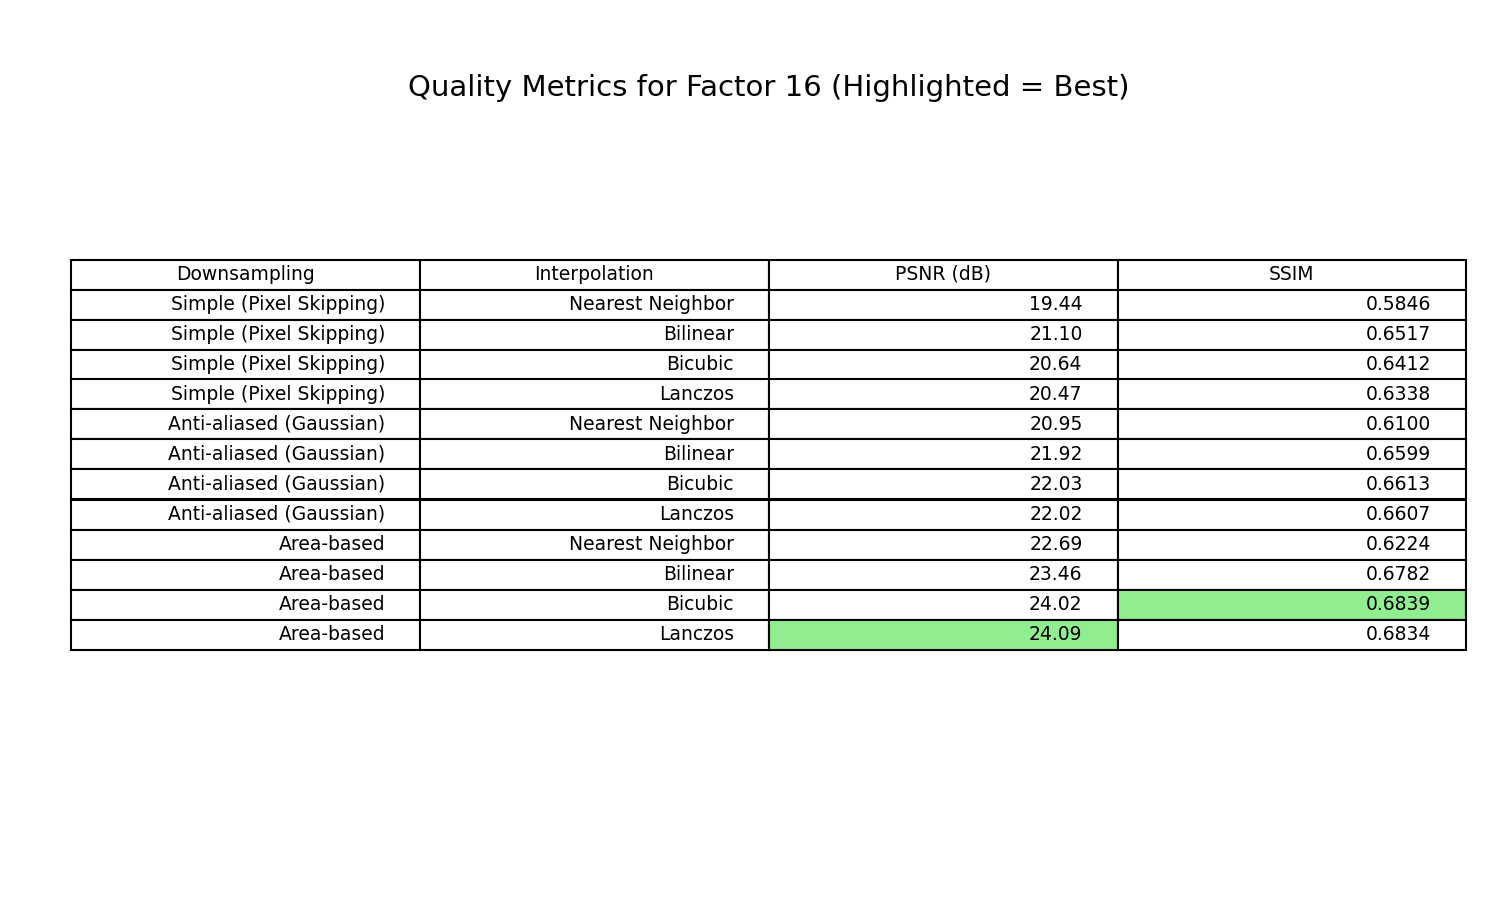 Quality Metrics for Factor 16 (Highlighted = Best)
Downsampling Interpolation PSNR (dB) SSIM
Simple (Pixel Skipping) Nearest Neighbor 19.44 0.5846
Simple (Pixel Skipping) Bilinear 21.10 0.6517
Simple (Pixel Skipping) Bicubic 20.64 0.6412
Simple (Pixel Skipping) Lanczos 20.47 0.6338
Anti-aliased (Gaussian) Nearest Neighbor 20.95 0.6100
Anti-aliased (Gaussian) Bilinear 21.92 0.6599
Anti-aliased (Gaussian) Bicubic 22.03 0.6613
Anti-aliased (Gaussian) Lanczos 22.02 0.6607
Area-based Nearest Neighbor 22.69 0.6224
Area-based Bilinear 23.46 0.6782
Area-based Bicubic 24.02 0.6839
Area-based Lanczos 24.09 0.6834